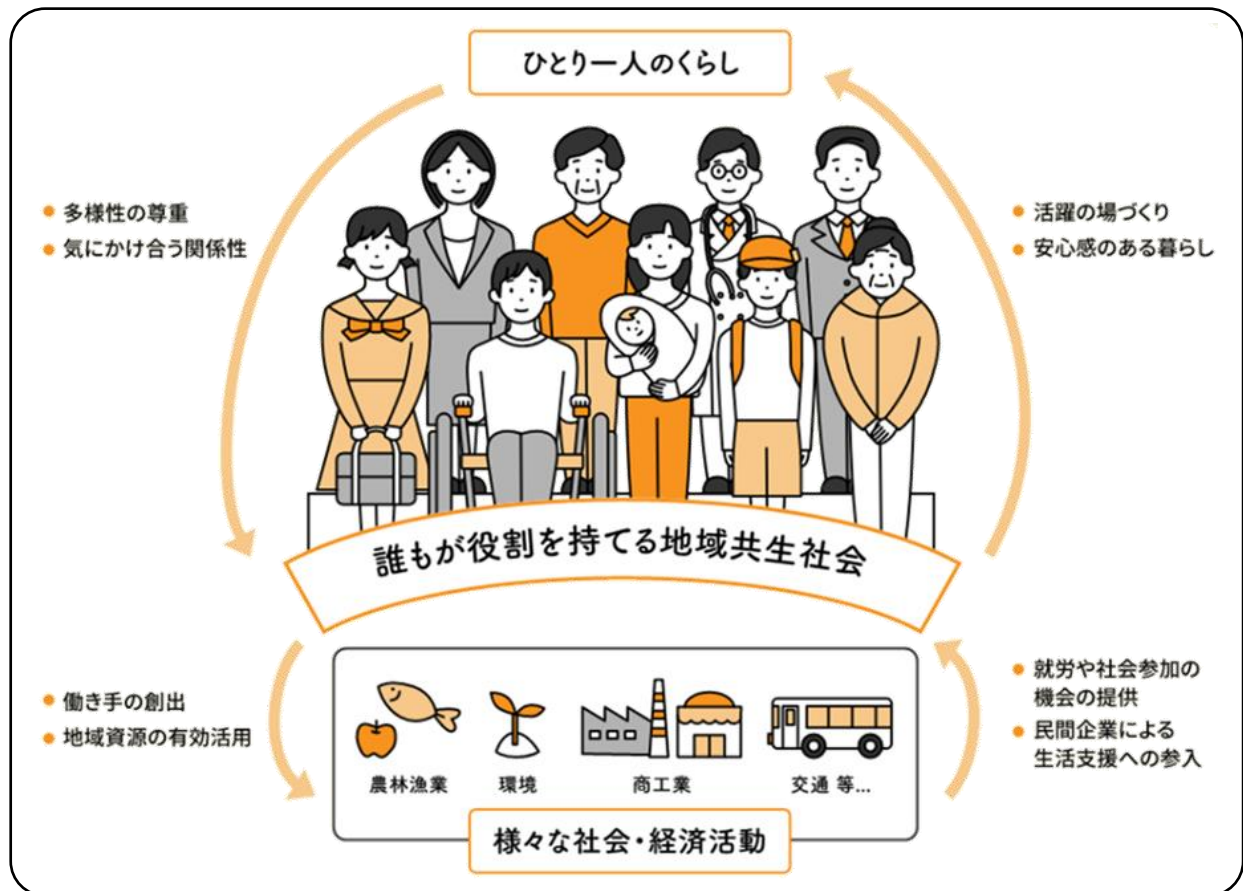 ひとり一人のくらし
多様性の尊重
気にかけ合う関係性
活躍の場づくり
安心感のある暮らし
誰もが役割を持てる地域共生社会
働き手の創出
地域資源の有効活用
就労や社会参加の
機会の提供
民間企業による
生活支援への参入
農林漁業
環境
商工業
交通 等...
様々な社会・経済活動